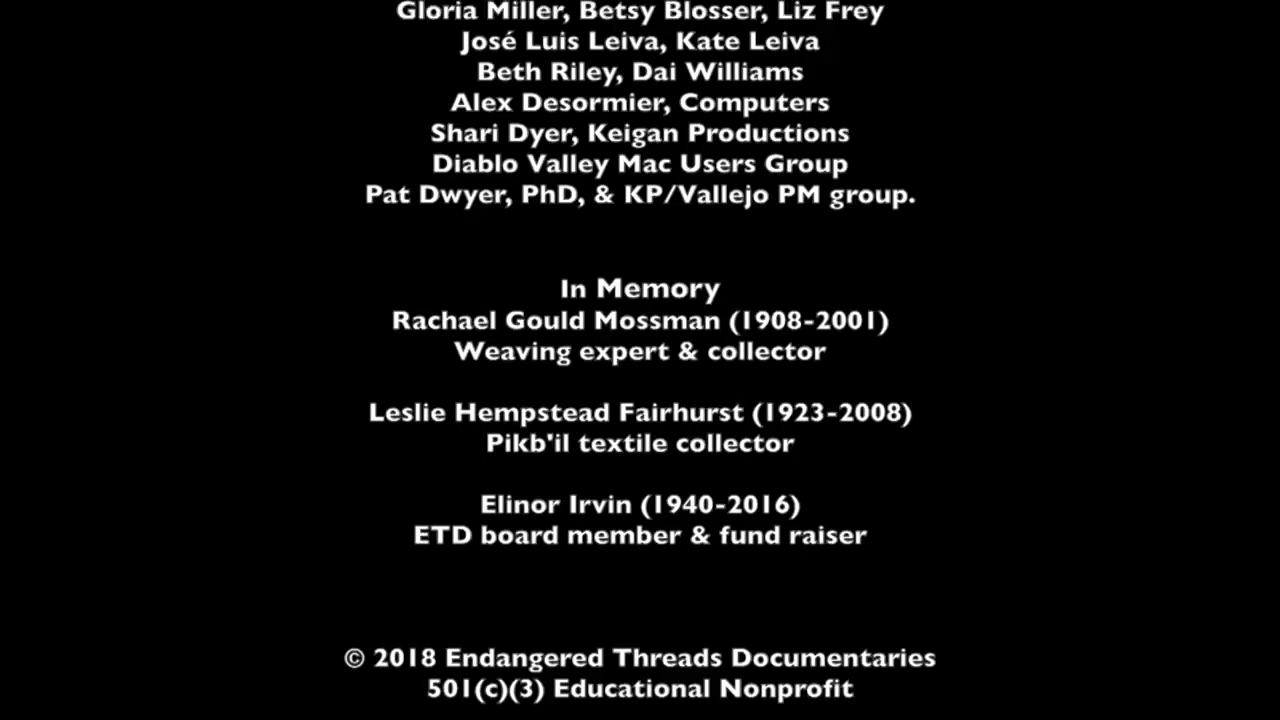 Gloria Miller, Betsy Blosser, Liz Frey
José Luis Leiva, Kate Leiva
Beth Riley, Dai Williams
Alex Desormier, Computers
Shari Dyer, Keigan Productions
Diablo Valley Mac Users Group
Pat Dwyer, PhD, & KP/Vallejo PM group.
In Memory
Rachael Gould Mossman (1908-2001)
Weaving expert & collector
Leslie Hempstead Fairhurst (1923-2008)
Pikb'il textile collector
Elinor Irvin (1940-2016)
ETD board member & fund raiser
© 2018 Endangered Threads Documentaries
501(c)(3) Educational Nonprofit